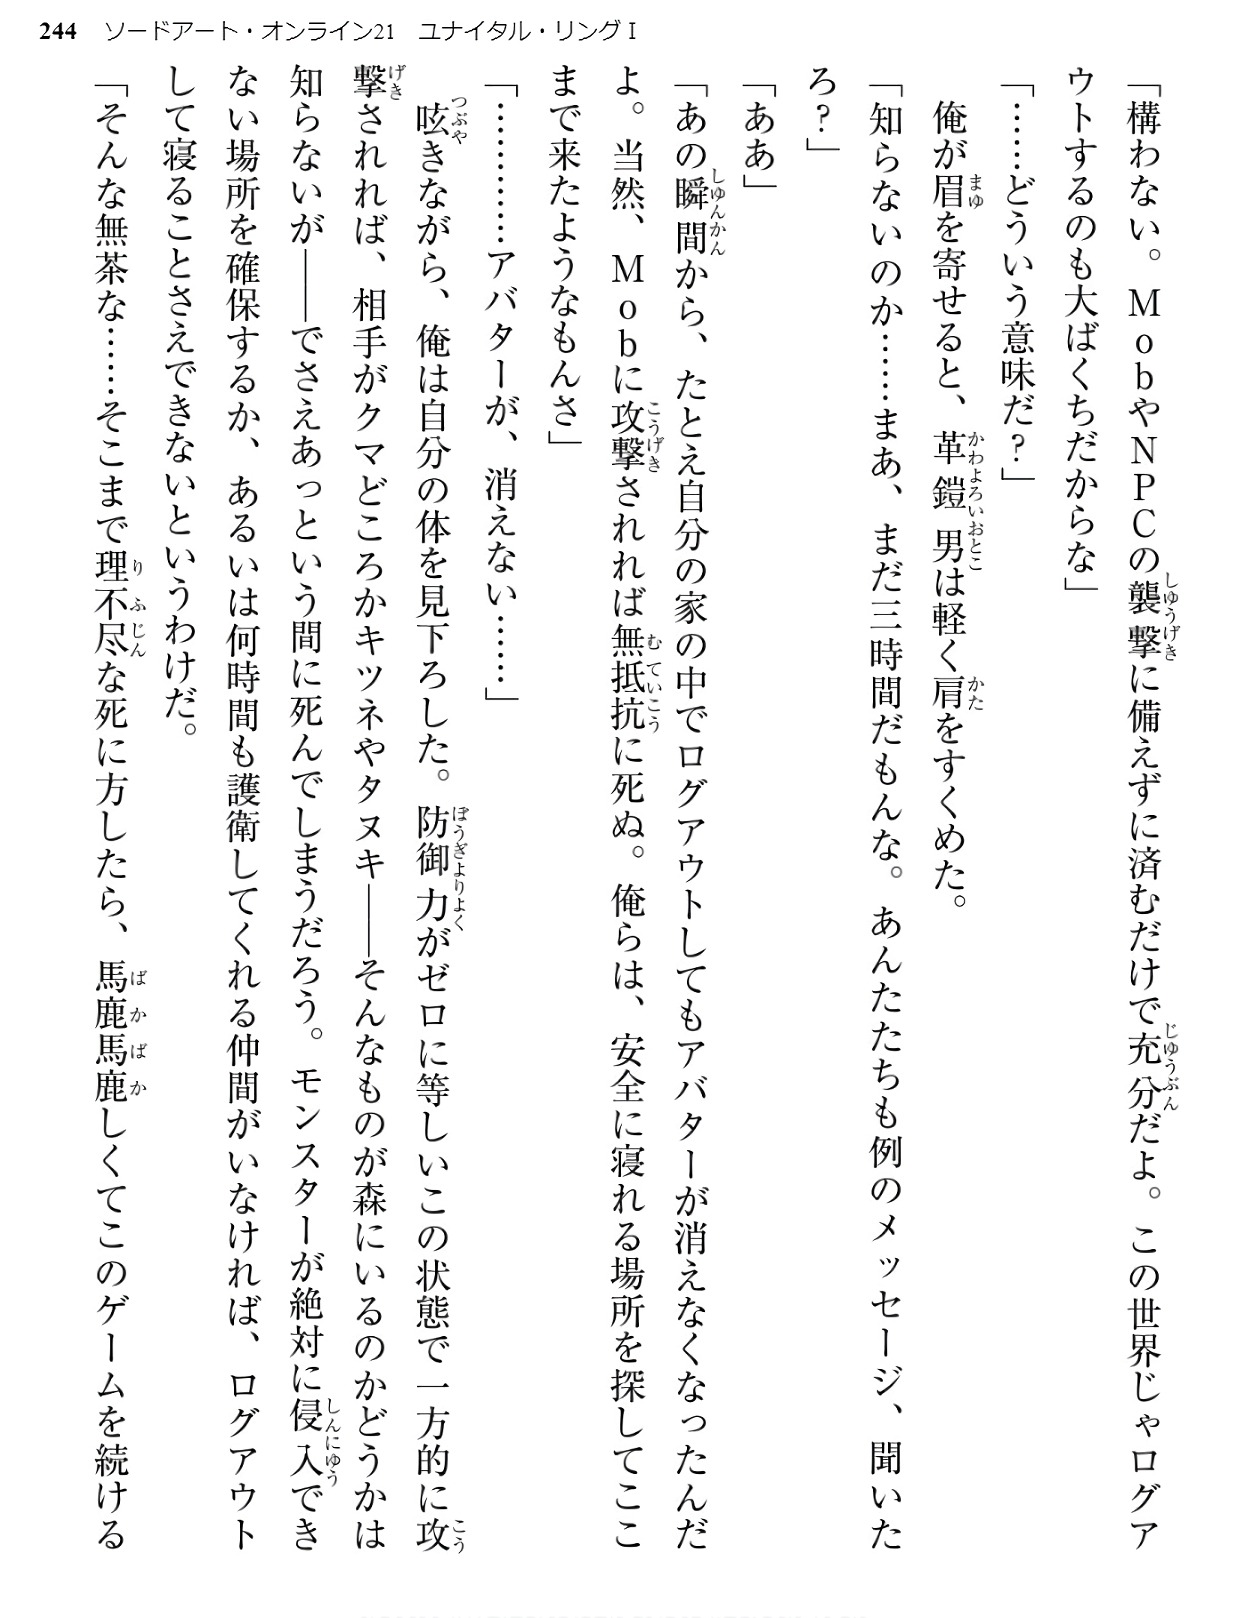 244 ソードアート・オンライン21 ユナイタル・リングⅠ
「構わない。MobやNPCの襲撃に備えずに済むだけで充分だよ。この世界じゃログア
ウトするのも大ばくちだからな」
「……どういう意味だ?」
俺が眉を寄せると、革鎧男は軽く肩をすくめた。
「知らないのか……まあ、まだ三時間だもんな。あんたたちも例のメッセージ、聞いた
ろ?」
「ああ」
「あの瞬間から、たとえ自分の家の中でログアウトしてもアバターが消えなくなったんだ
よ。当然、Mobに攻撃されれば無抵抗に死ぬ。俺らは、安全に寝れる場所を探してここ
まで来たようなもんさ」
「…………アバターが、消えない……」
呟きながら、俺は自分の体を見下ろした。防御力がゼロに等しいこの状態で一方的に攻
撃されれば、相手がクマどころかキツネやタヌキ――そんなものが森にいるのかどうかは
知らないが――でさえあっという間に死んでしまうだろう。モンスターが絶対に侵入でき
ない場所を確保するか、あるいは何時間も護衛してくれる仲間がいなければ、ログアウト
して寝ることさえできないというわけだ。
「そんな無茶な……そこまで理不尽な死に方したら、馬鹿馬鹿しくてこのゲームを続ける